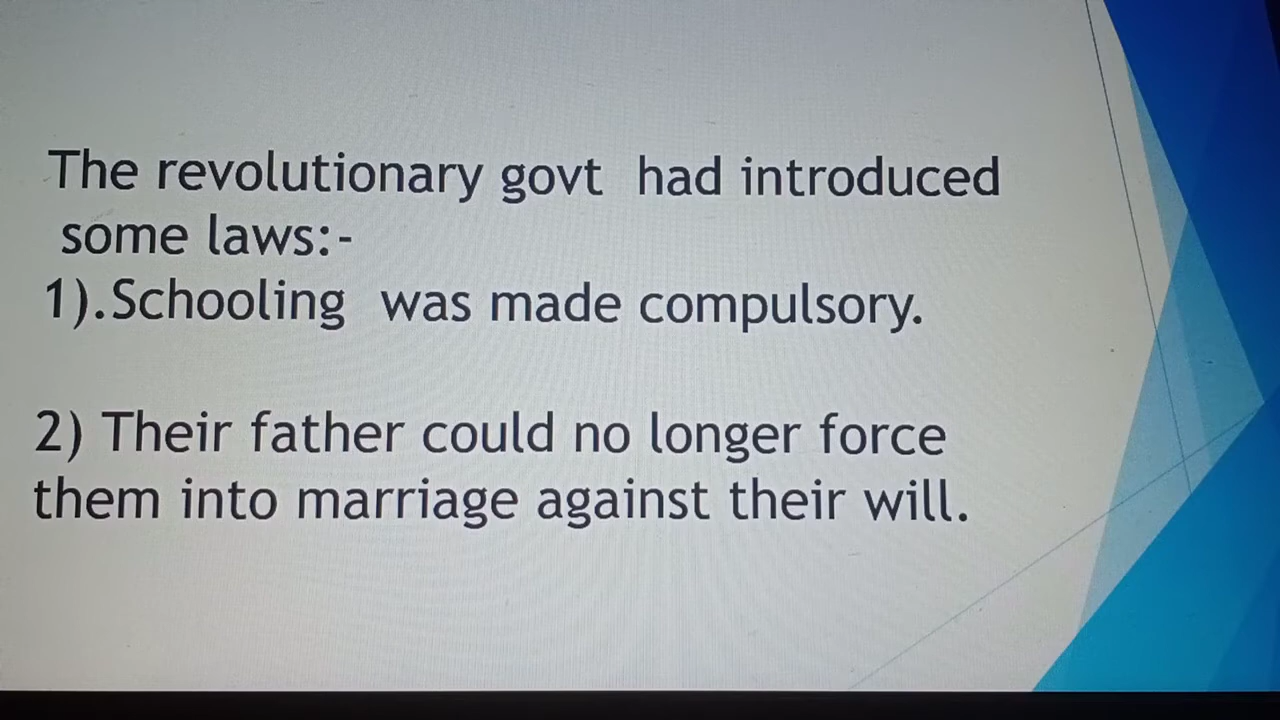 The revolutionary govt had introduced
some laws:-
1).Schooling was made compulsory.
2) Their father could no longer force
them into marriage against their will.